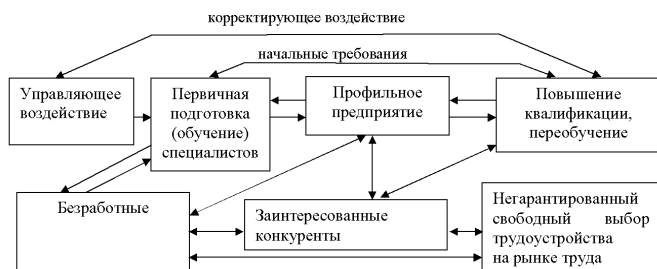 корректирующее воздействие
начальные требования
Управляющее
воздействие
Первичная
подготовка
(обучение)
специалистов
Профильное
предприятие
Повышение
квалификации,
переобучение
Безработные
Заинтересованные
конкуренты
Негарантированный
свободный выбор
трудоустройства
на рынке труда